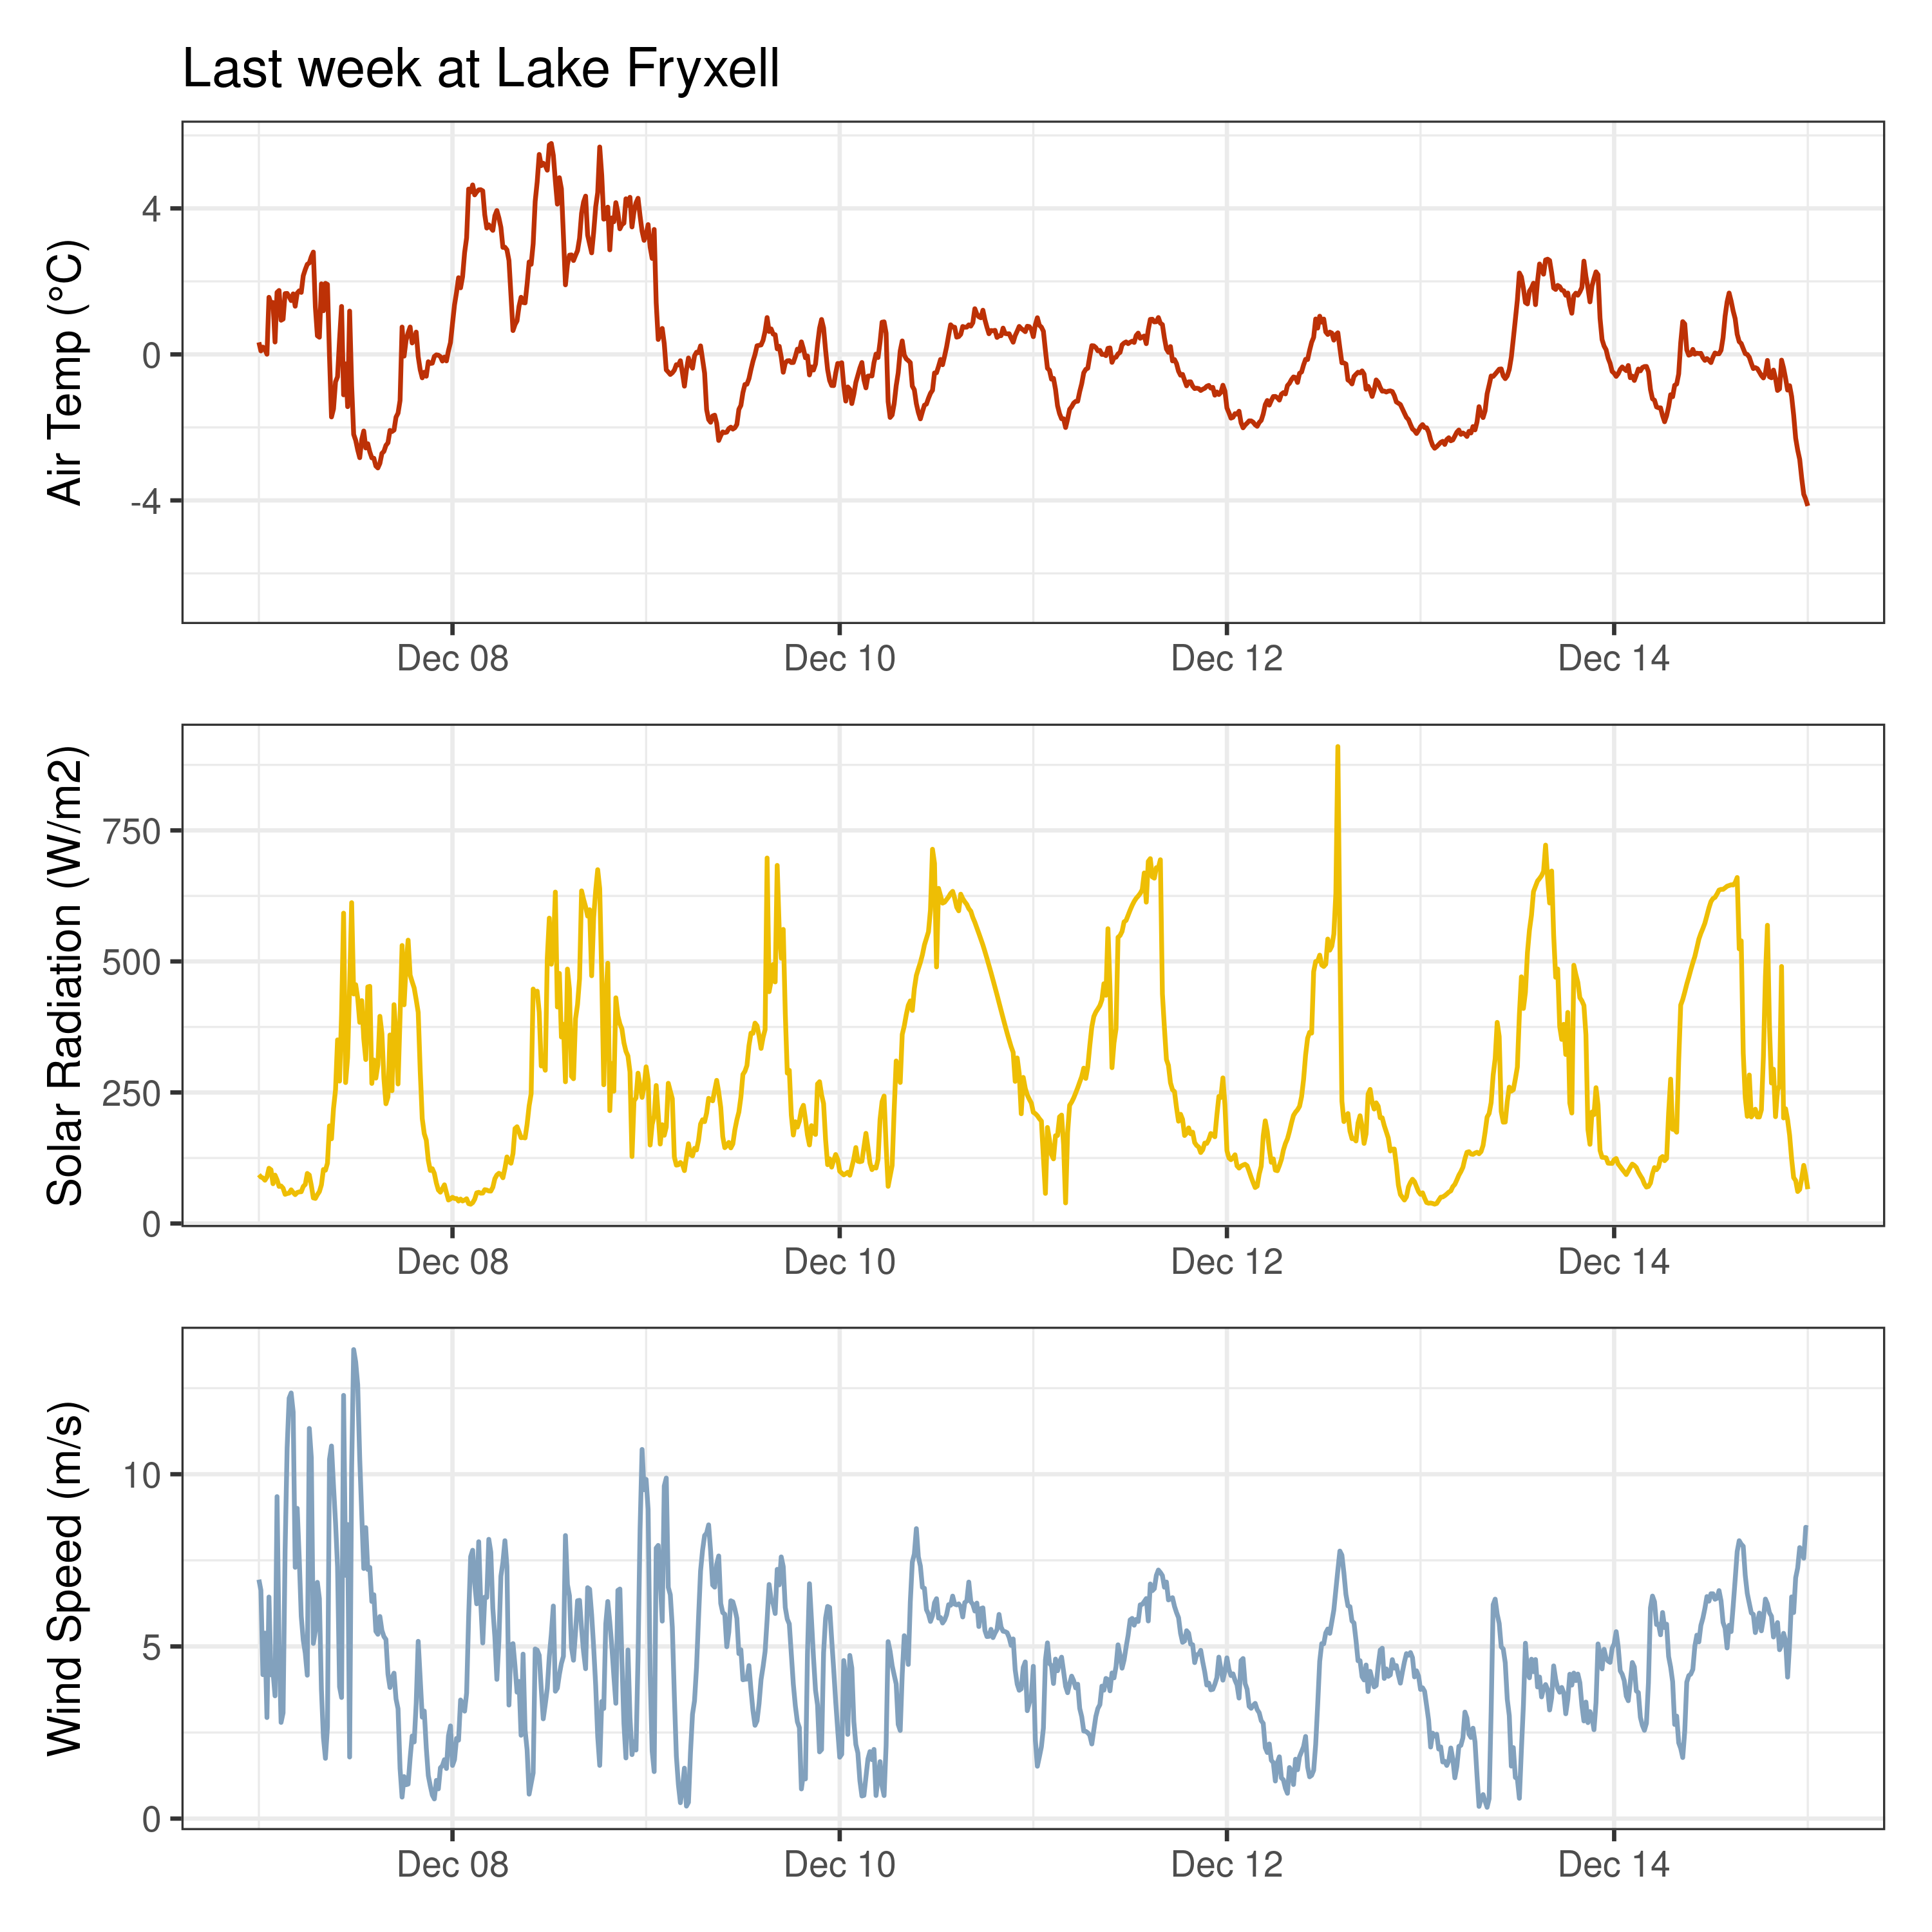 Last week at Lake Fryxell
Air Temp (°C)
4
0
-4
Dec 08 Dec 10 Dec 12 Dec 14
Solar Radiation (W/m2)
750
500
250
0
Dec 08 Dec 10 Dec 12 Dec 14
Wind Speed (m/s)
10
5
0
Dec 08 Dec 10 Dec 12 Dec 14